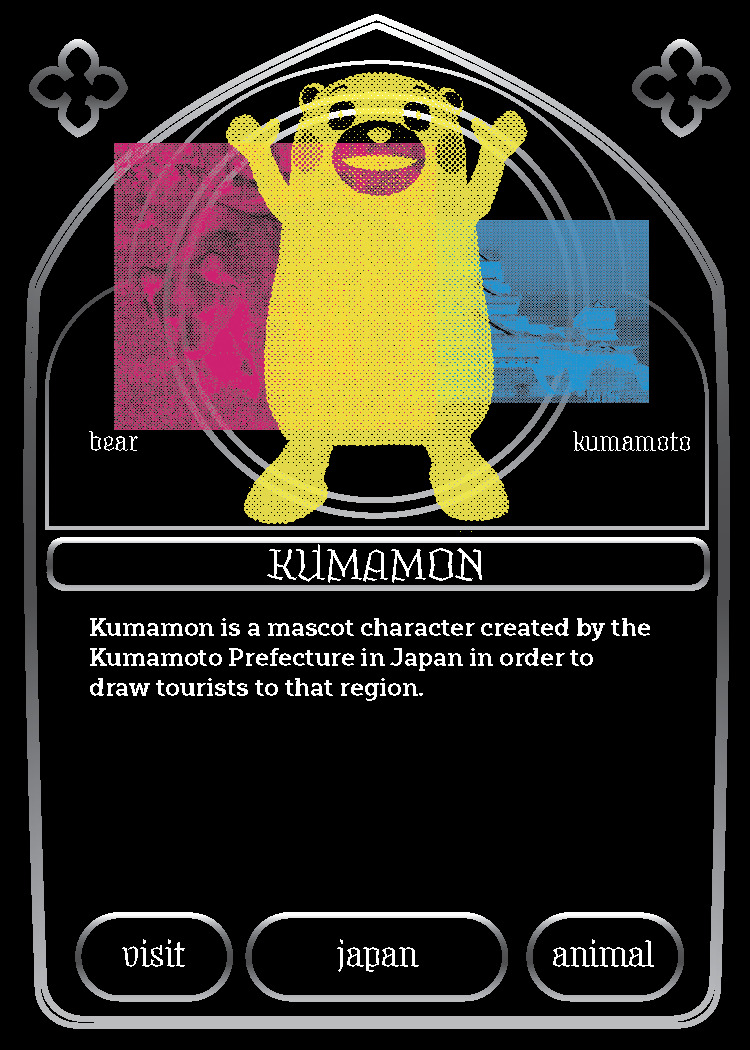 bear
kumamoto
KUMAMON
Kumamon is a mascot character created by the
Kumamoto Prefecture in Japan in order to
draw tourists to that region.
visit
japan
animal